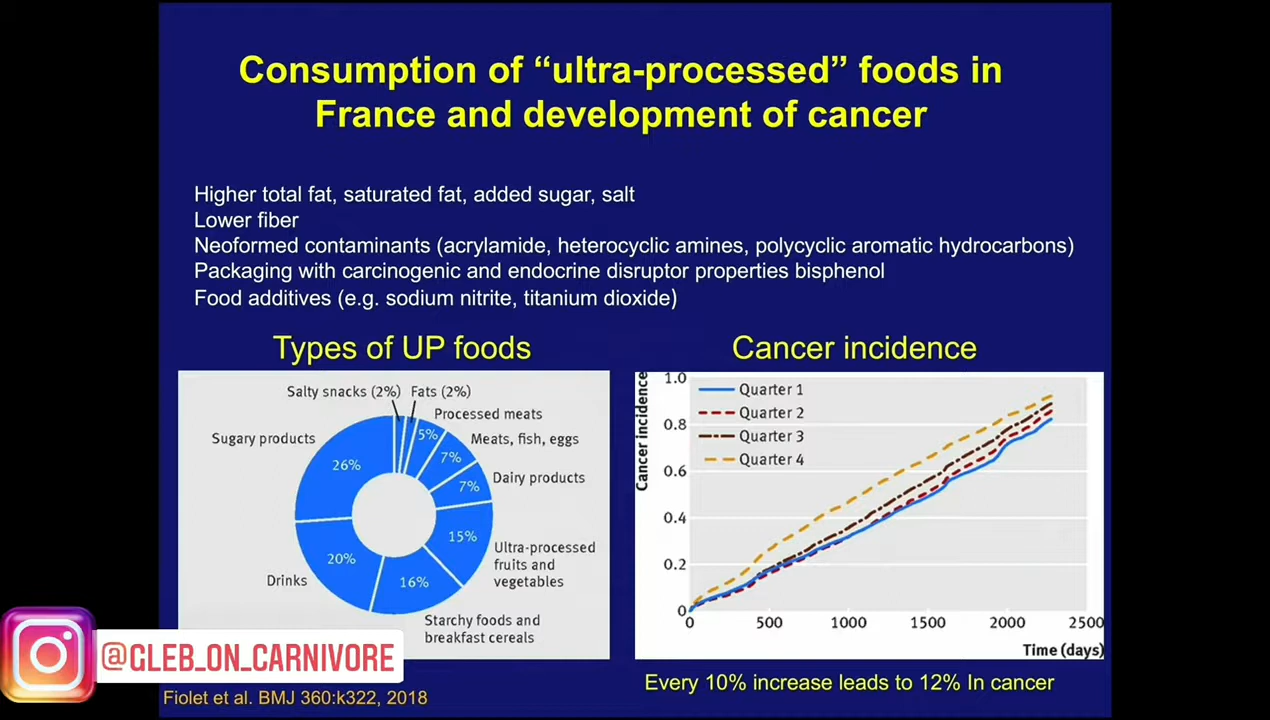 Consumption of “ultra-processed” foods in
France and development of cancer
Higher total fat, saturated fat, added sugar, salt
Lower fiber
Neoformed contaminants (acrylamide, heterocyclic amines, polycyclic aromatic hydrocarbons)
Packaging with carcinogenic and endocrine disruptor properties bisphenol
Food additives (e.g. sodium nitrite, titanium dioxide)
Types of UP foods
Salty snacks (2%)
Fats (2%)
Processed meats
5%
Meats, fish, eggs
7%
Dairy products
7%
Ultra-processed
fruits and
vegetables
15%
Starchy foods and
breakfast cereals
16%
Drinks
20%
Sugary products
26%
Cancer incidence
Cancer incidence
1.0
0.8
0.6
0.4
0.2
0
Quarter 1
Quarter 2
Quarter 3
Quarter 4
0 500 1000 1500 2000 2500
Time (days)
Every 10% increase leads to 12% In cancer
@GLEB_ON_CARNIVORE
Fiolet et al. BMJ 360:k322, 2018